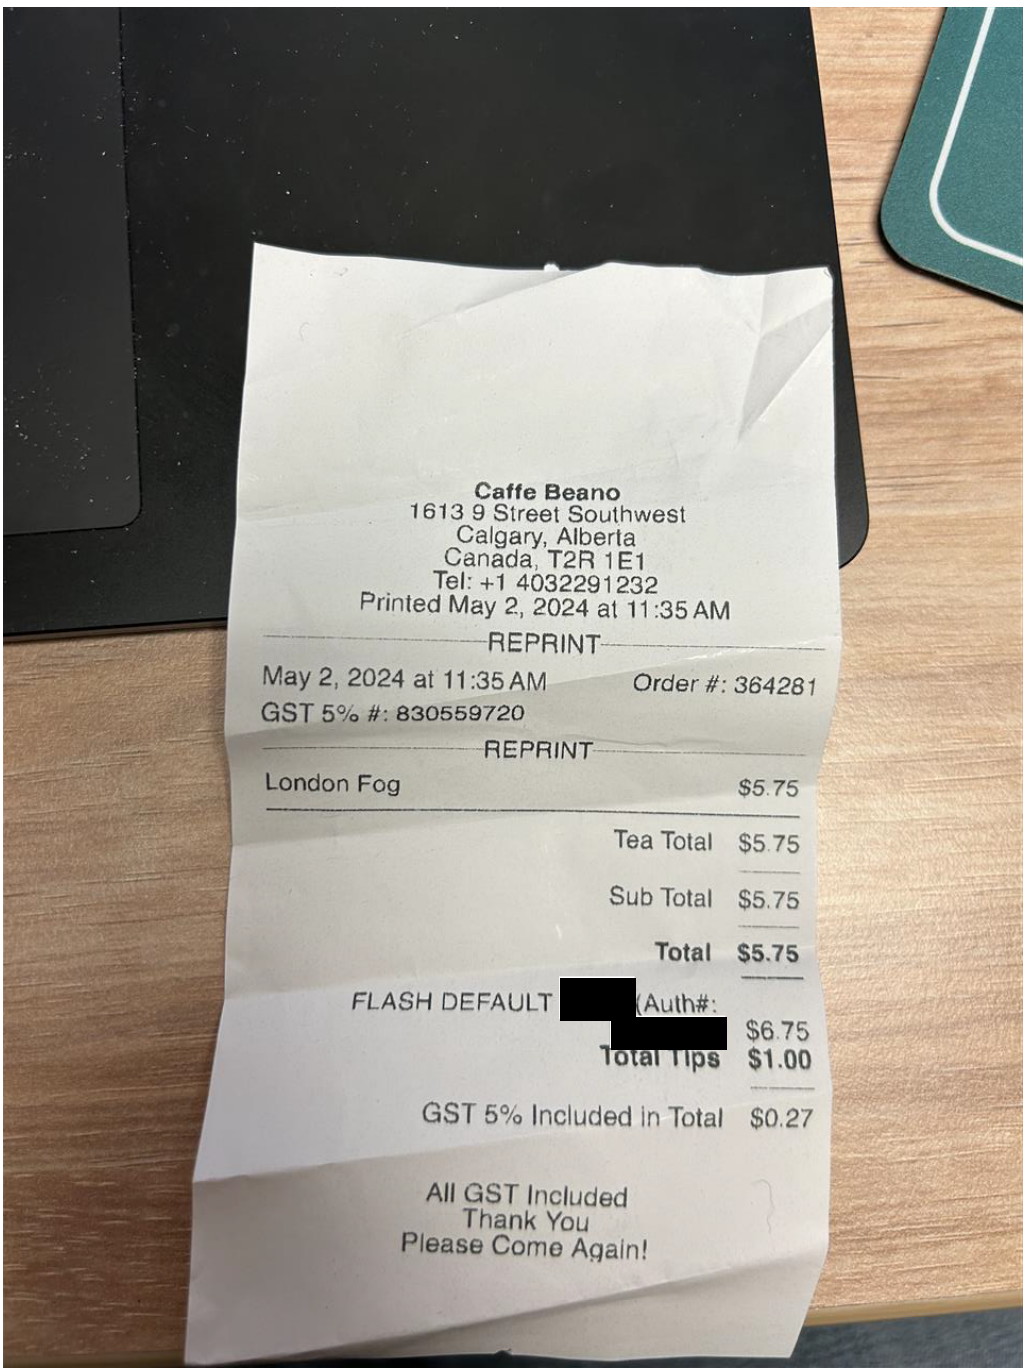 Caffe Beano
1613 9 Street Southwest
Calgary, Alberta
Canada, T2R 1E1
Tel: +1 4032291232
Printed May 2, 2024 at 11:35 AM
REPRINT
May 2, 2024 at 11:35 AM Order #: 364281
GST 5% #: 830559720
REPRINT
London Fog $5.75
Tea Total $5.75
Sub Total $5.75
Total $5.75
FLASH DEFAULT (Auth#:
$6.75
Total Tips $1.00
GST 5% Included in Total $0.27
All GST Included
Thank You
Please Come Again!